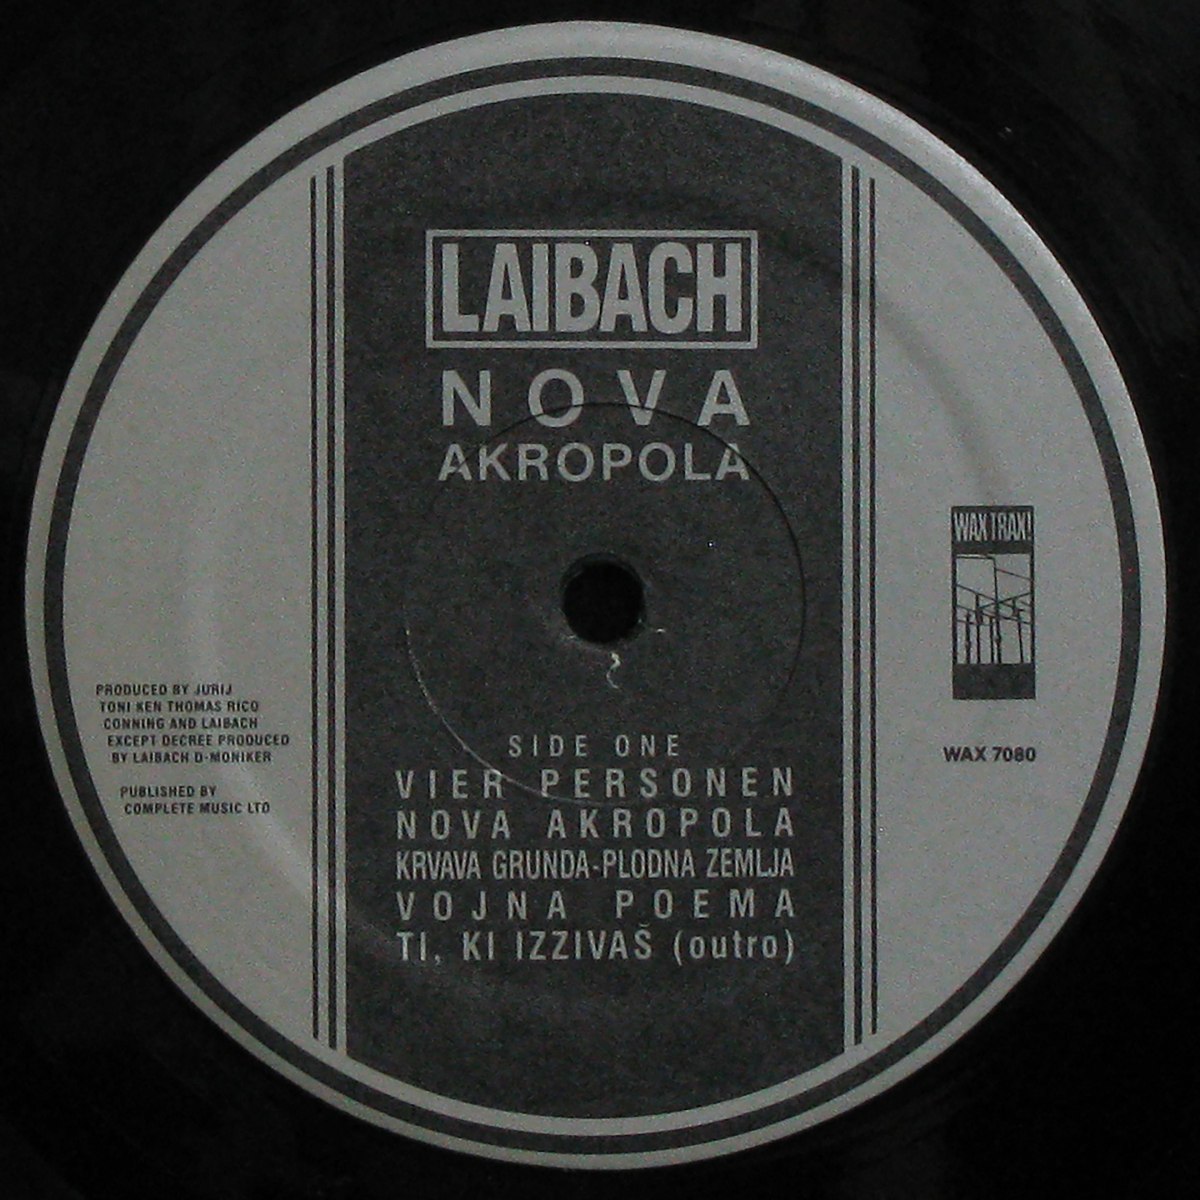 LAIBACH
NOVA
AKROPOLA
WAX TRAX!
WAX 7080
PRODUCED BY JURIJ
TONI KEN THOMAS RICO
CONNING AND LAIBACH
EXCEPT DECREE PRODUCED
BY LAIBACH D-MONIKER
PUBLISHED BY
COMPLETE MUSIC LTD
SIDE ONE
VIER PERSONEN
NOVA AKROPOLA
KRVAVA GRUNDA-PLODNA ZEMLJA
VOJNA POEMA
TI, KI IZZIVAŠ (outro)